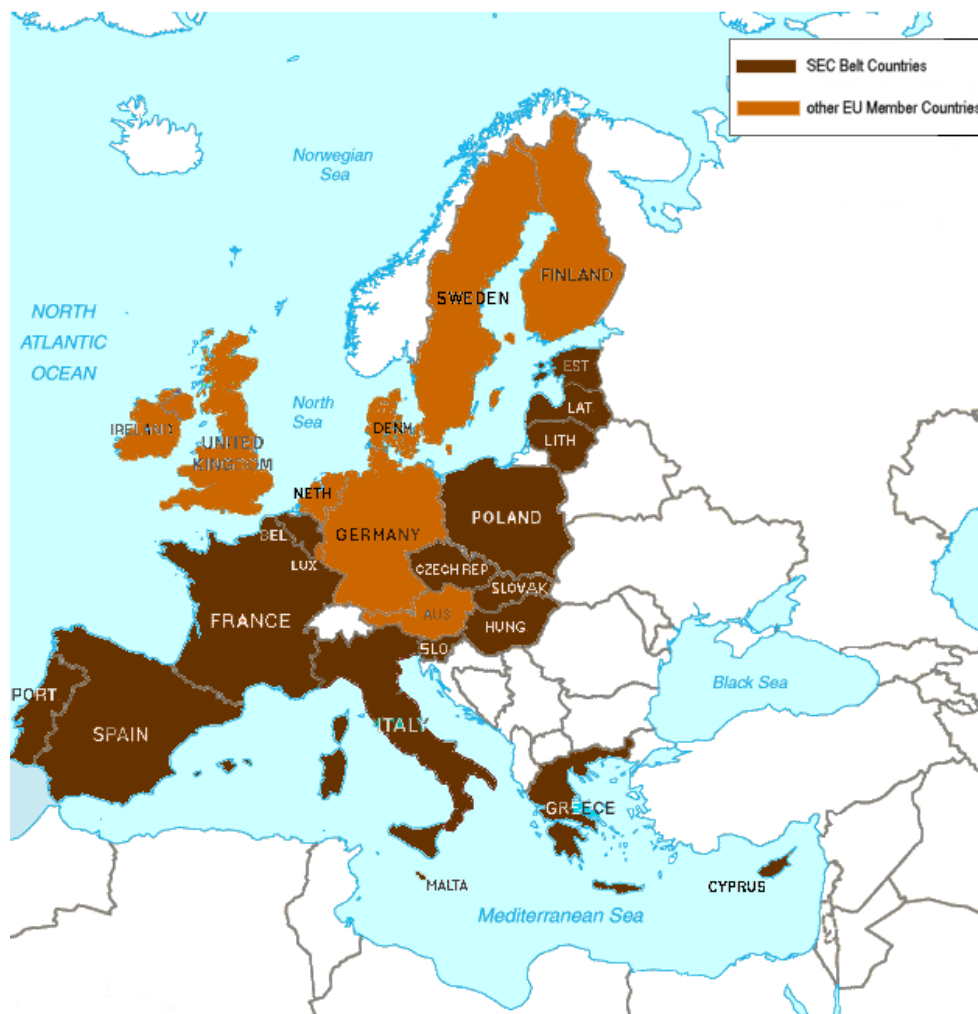 SEC Belt Countries
other EU Member Countries
Norwegian
Sea
FINLAND
SWEDEN
NORTH
ATLANTIC
OCEAN
EST
North
Sea
LAT.
IRELAND
DENM
UNITED
KINGDOM
LITH
NETH
POLAND
BEL
GERMANY
LUX
CZECH REP
SLOVAK
FRANCE
AUS
HUNG
SLO
PORT
SPAIN
ITALY
Black Sea
GREECE
MALTA
CYPRUS
Mediterranean Sea